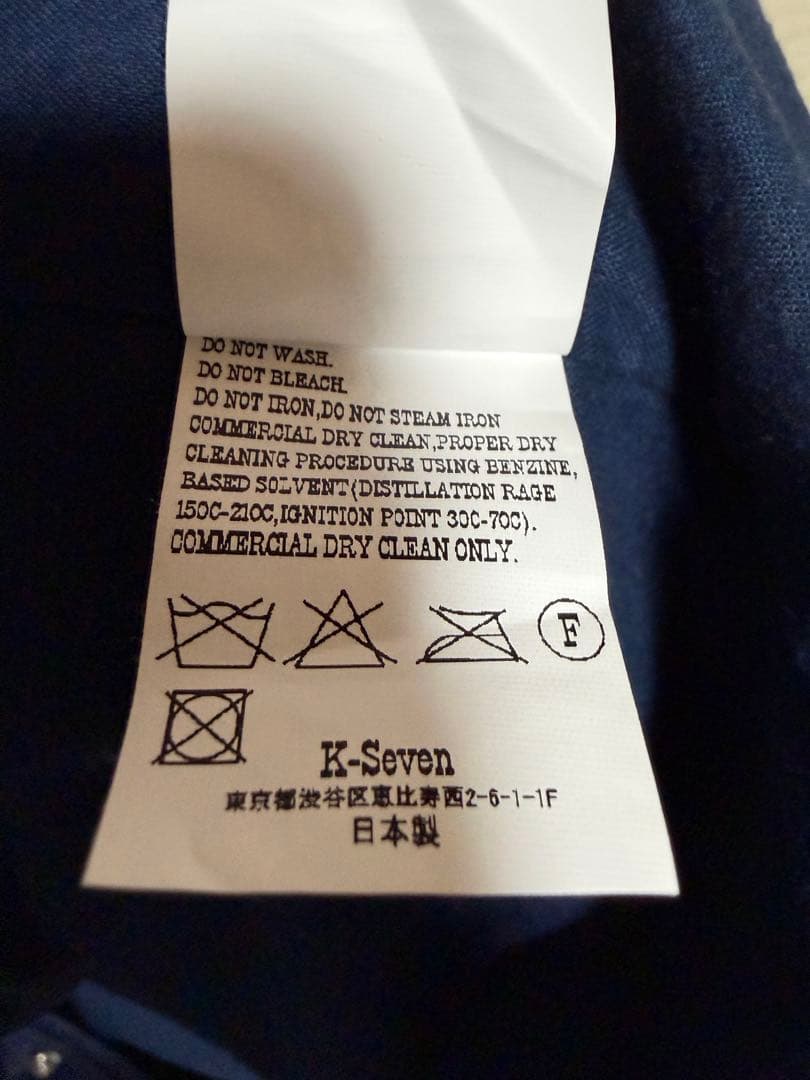 DO NOT WASH.
DO NOT BLEACH.
DO NOT IRON,DO NOT STEAM IRON
COMMERCIAL DRY CLEAN,PROPER DRY
CLEANING PROCEDURE USING BENZINE,
BASED SOLVENT(DISTILLATION RAGE
150C-210C,IGNITION POINT 30C-70C).
COMMERCIAL DRY CLEAN ONLY.
F
K-Seven
東京都渋谷区恵比寿西2-6-1-1F
日本製